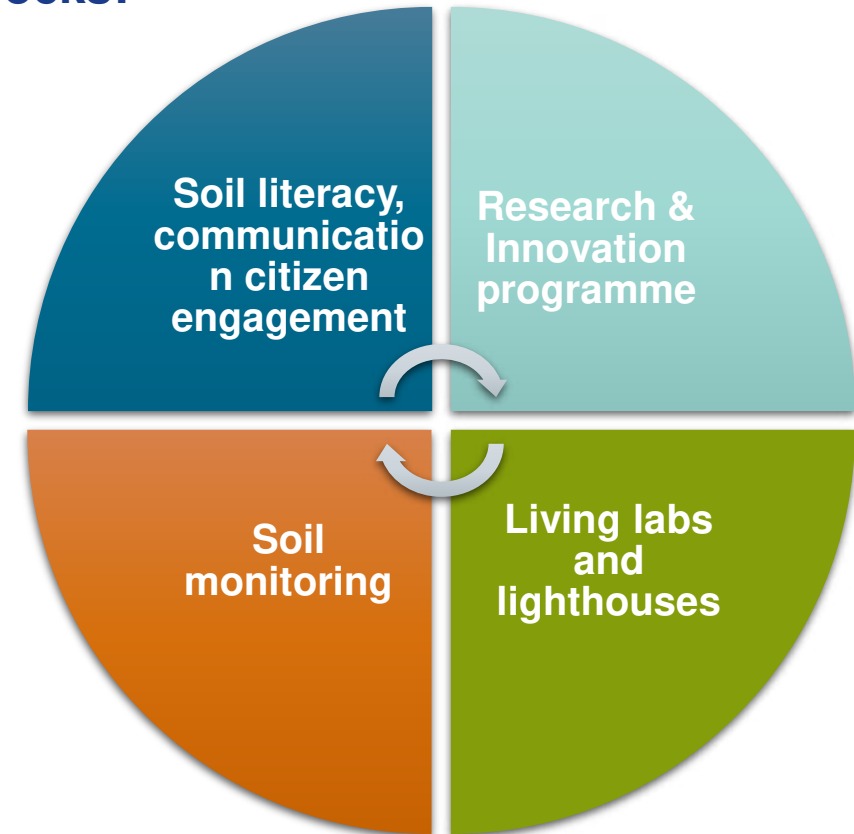 Soil literacy,
communicatio
n citizen
engagement
Research &
Innovation
programme
Soil
monitoring
Living labs
and
lighthouses